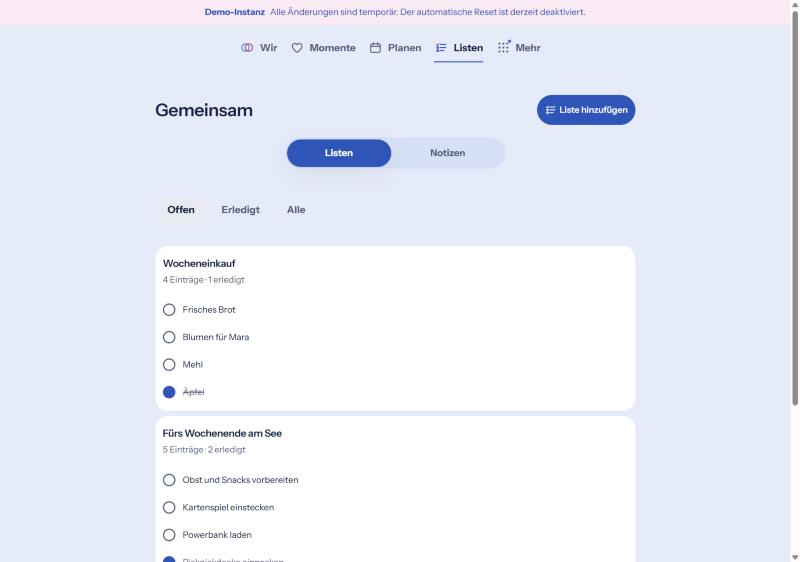 Demo-Instanz Alle Änderungen sind temporär. Der automatische Reset ist derzeit deaktiviert.
Wir Momente Planen Listen Mehr
Gemeinsam
Liste hinzufügen
Listen Notizen
Offen Erledigt Alle
Wocheneinkauf
4 Einträge · 1 erledigt
Frisches Brot
Blumen für Mara
Mehl
Äpfel
Fürs Wochenende am See
5 Einträge · 2 erledigt
Obst und Snacks vorbereiten
Kartenspiel einstecken
Powerbank laden